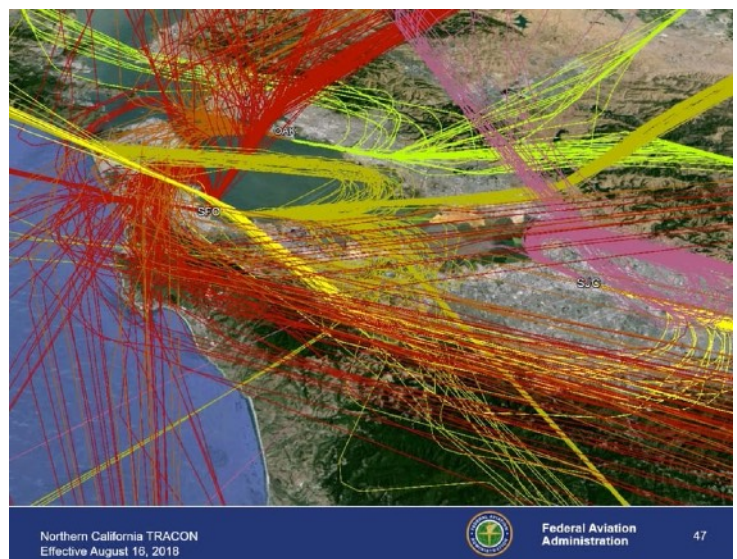 OAK
SFO
SJC
Northern California TRACON
Effective August 16, 2018
Federal Aviation
Administration
47